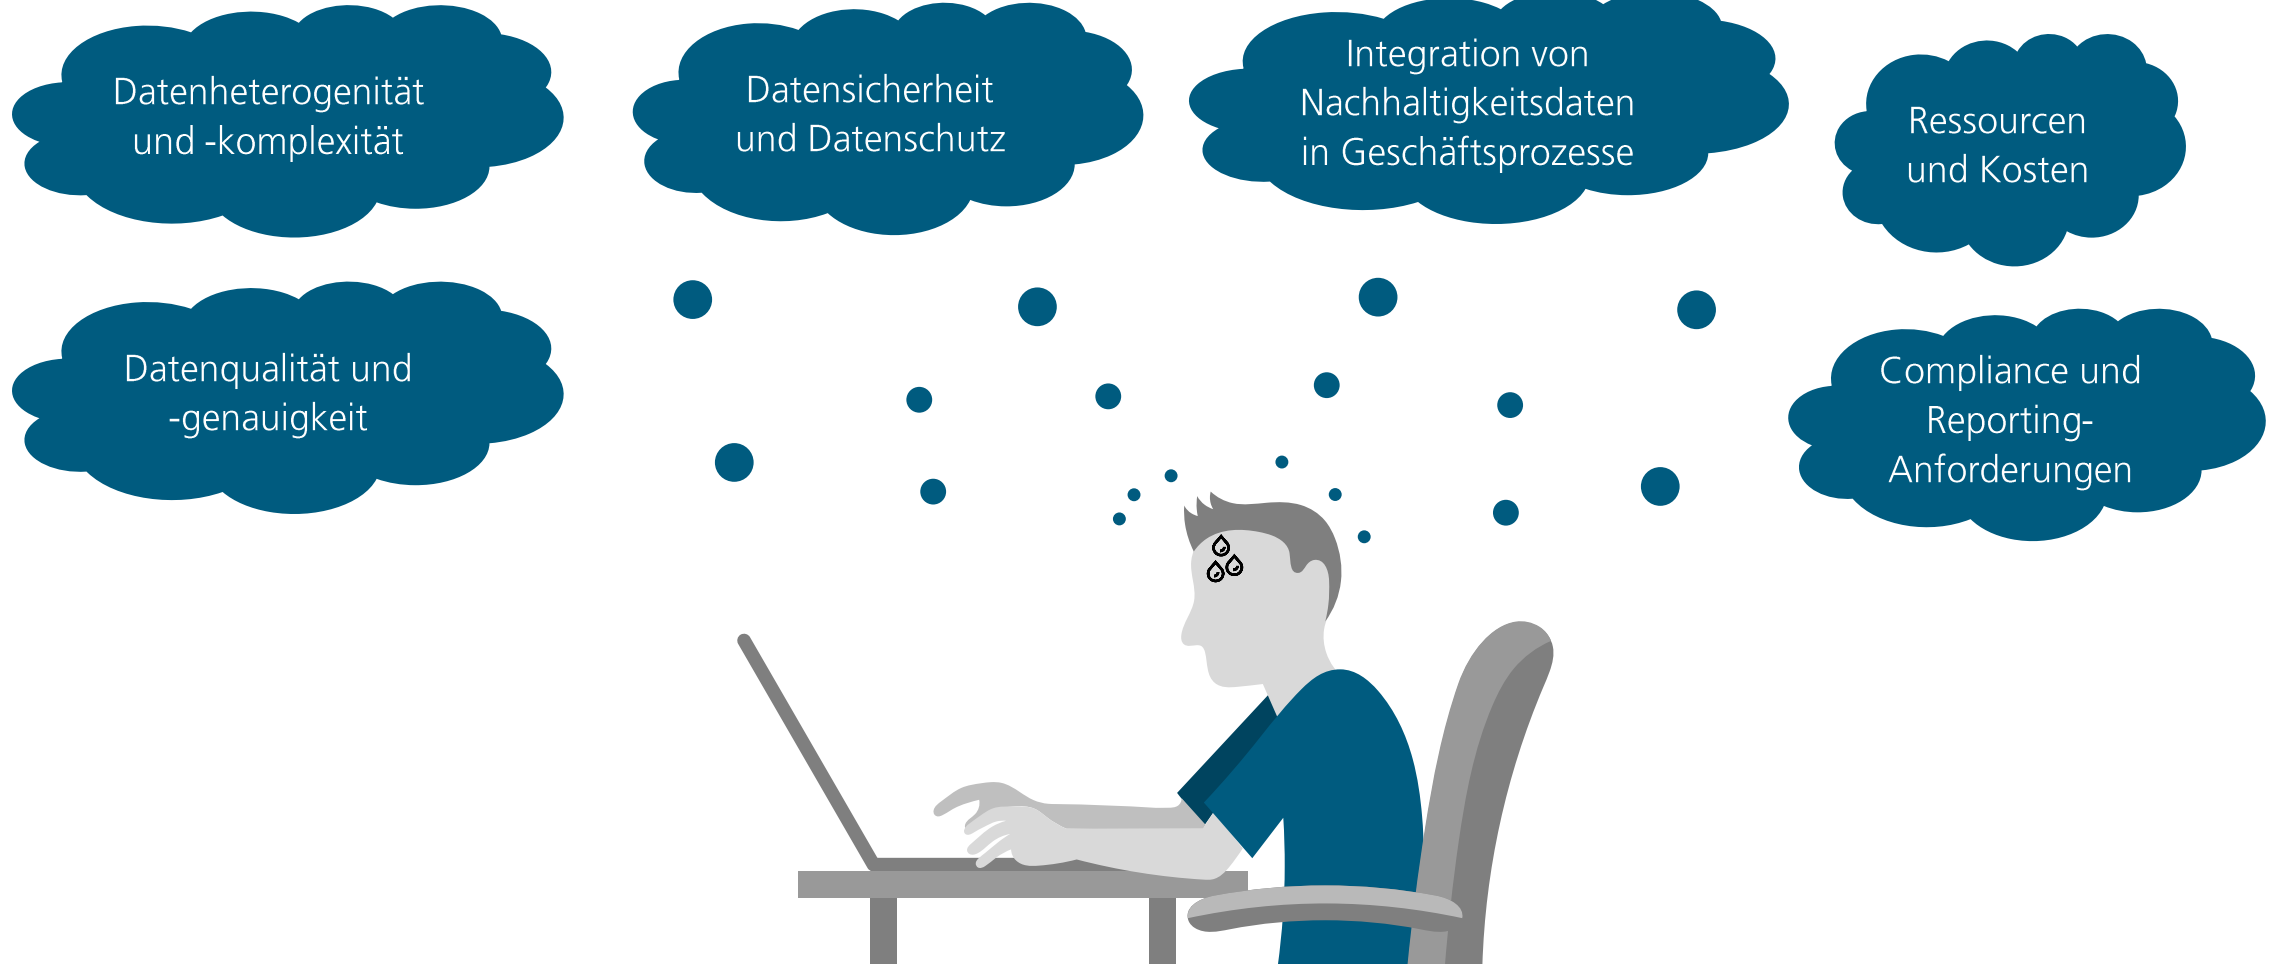 Datenheterogenität
und -komplexität
Datensicherheit
und Datenschutz
Integration von
Nachhaltigkeitsdaten
in Geschäftsprozesse
Ressourcen
und Kosten
Datenqualität und
-genauigkeit
Compliance und
Reporting-
Anforderungen